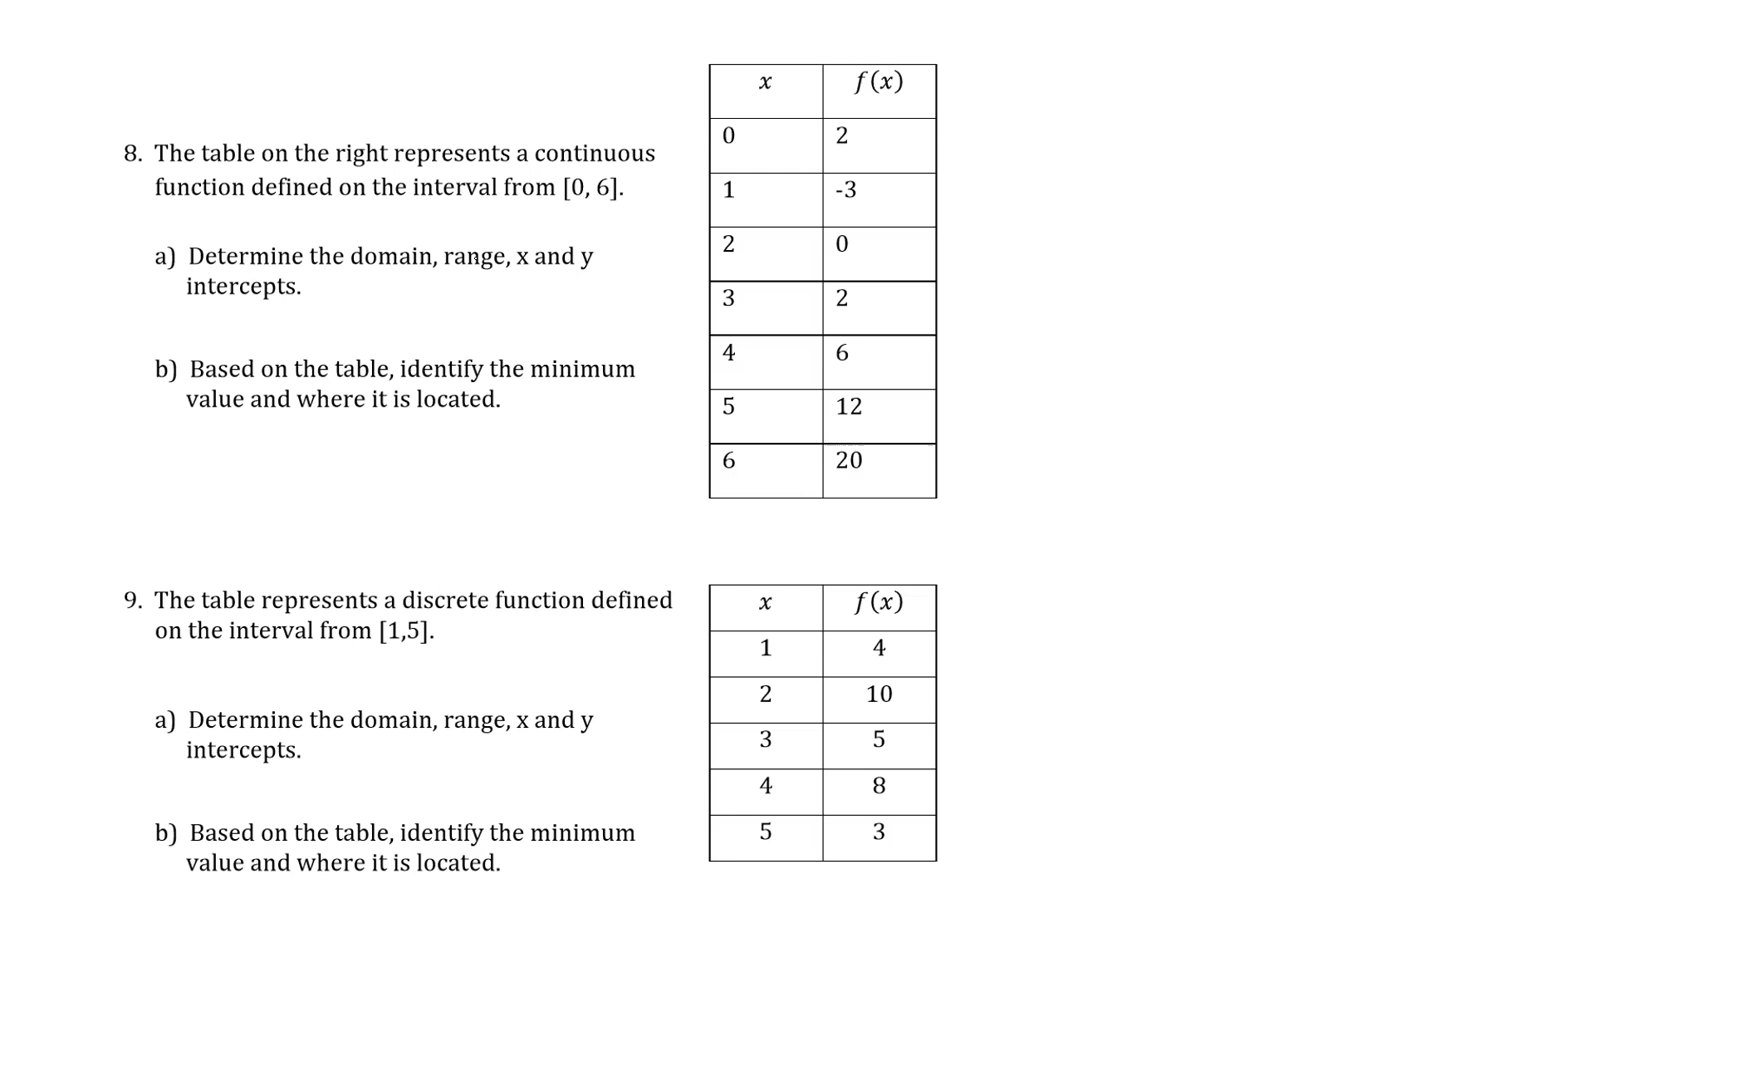 8. The table on the right represents a continuous
function defined on the interval from [0, 6].
a) Determine the domain, range, x and y
intercepts.
b) Based on the table, identify the minimum
value and where it is located.
x f(x)
0 2
1 -3
2 0
3 2
4 6
5 12
6 20
9. The table represents a discrete function defined
on the interval from [1,5].
a) Determine the domain, range, x and y
intercepts.
b) Based on the table, identify the minimum
value and where it is located.
x f(x)
1 4
2 10
3 5
4 8
5 3